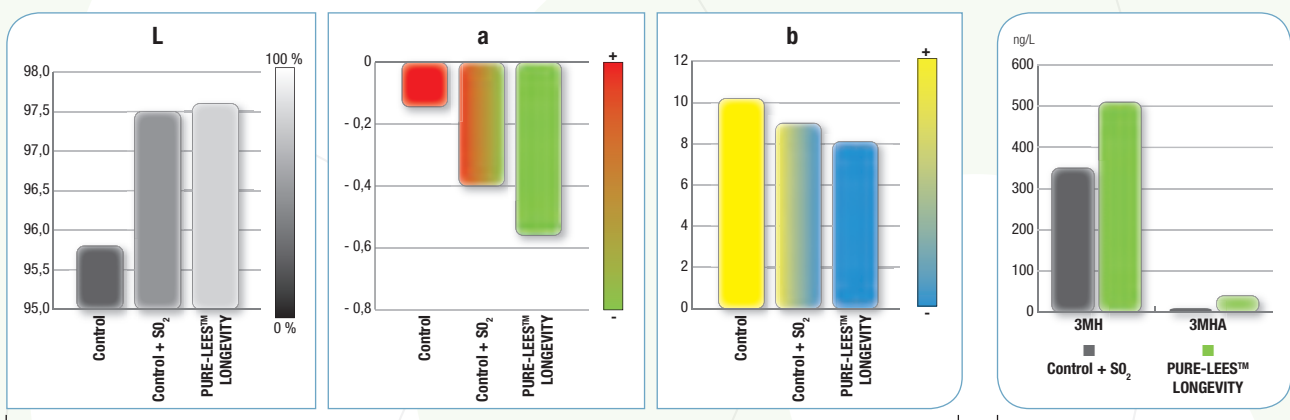 L
100 %
98,0
97,5
97,0
96,5
96,0
95,5
95,0
0 %
Control
Control + SO₂
PURE-LEES™
LONGEVITY
a
+
0
- 0,2
- 0,4
- 0,6
- 0,8
-
Control
Control + SO₂
PURE-LEES™
LONGEVITY
b
+
12
10
8
6
4
2
0
-
Control
Control + SO₂
PURE-LEES™
LONGEVITY
ng/L
600
500
400
300
200
100
0
3MH
3MHA
Control + SO₂
PURE-LEES™
LONGEVITY